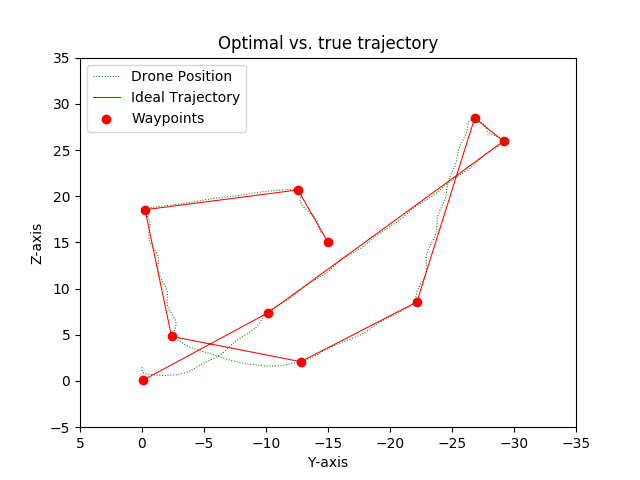 Optimal vs. true trajectory
Drone Position
Ideal Trajectory
Waypoints
35
30
25
20
15
10
5
0
−5
Z-axis
5 0 −5 −10 −15 −20 −25 −30 −35
Y-axis